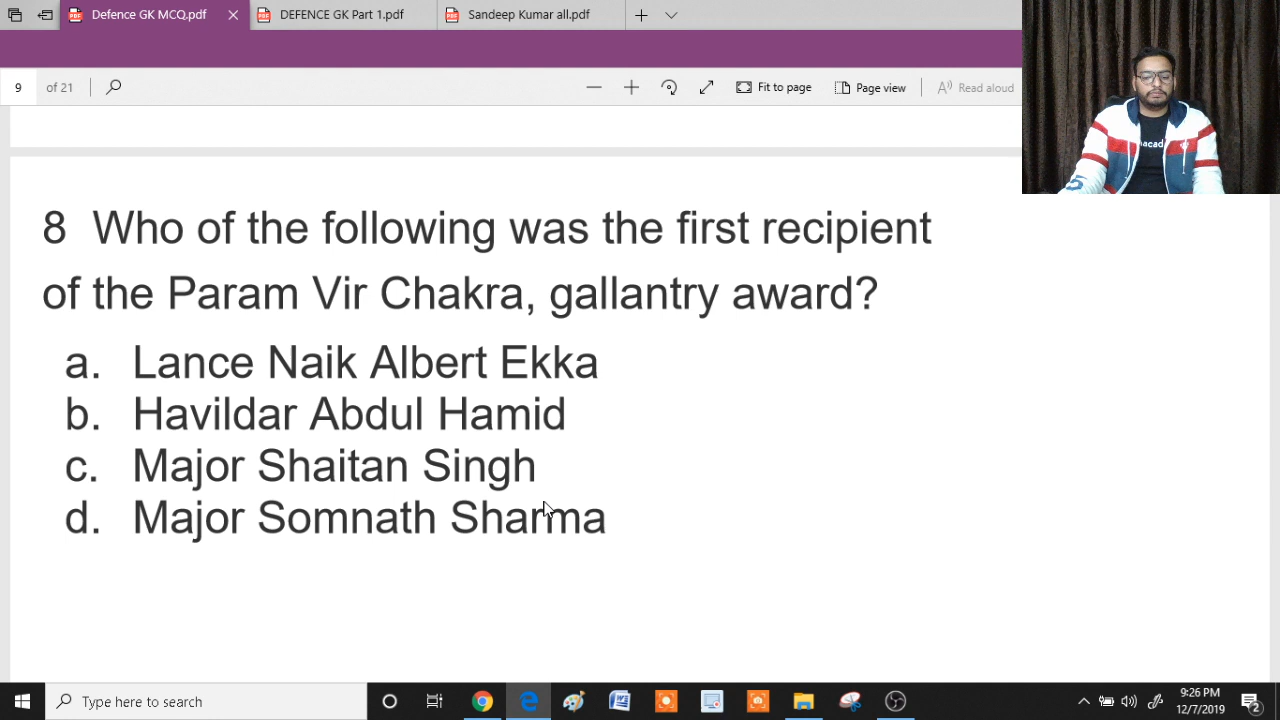 Defence GK MCQ.pdf
DEFENCE GK Part 1.pdf
Sandeep Kumar all.pdf
9 of 21
Fit to page
Page view
Read aloud
8 Who of the following was the first recipient
of the Param Vir Chakra, gallantry award?
a. Lance Naik Albert Ekka
b. Havildar Abdul Hamid
c. Major Shaitan Singh
d. Major Somnath Sharma
Type here to search
9:26 PM
12/7/2019
2